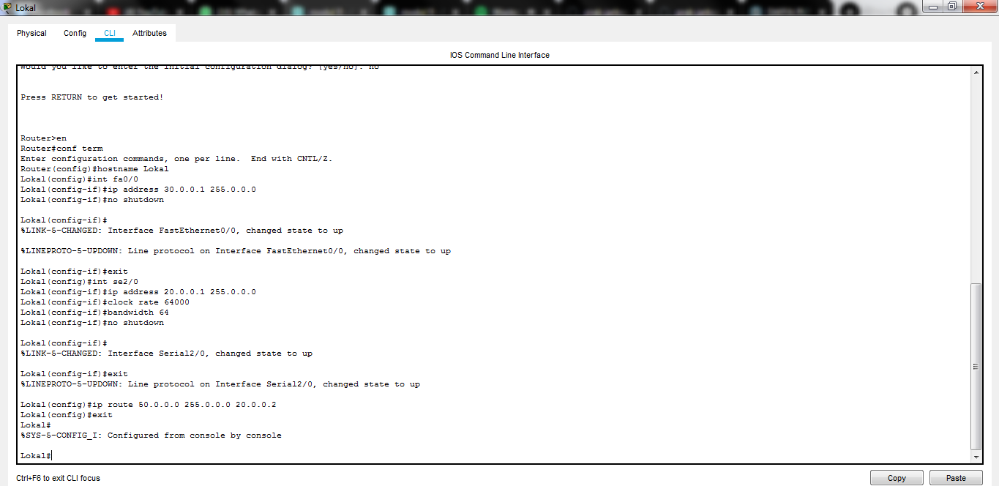 Lokal
Physical Config CLI Attributes
IOS Command Line Interface
Would you like to enter the initial configuration dialog? [yes/no]: no
Press RETURN to get started!
Router>en
Router#conf term
Enter configuration commands, one per line.  End with CNTL/Z.
Router(config)#hostname Lokal
Lokal(config)#int fa0/0
Lokal(config-if)#ip address 30.0.0.1 255.0.0.0
Lokal(config-if)#no shutdown
Lokal(config-if)#
%LINK-5-CHANGED: Interface FastEthernet0/0, changed state to up
%LINEPROTO-5-UPDOWN: Line protocol on Interface FastEthernet0/0, changed state to up
Lokal(config-if)#exit
Lokal(config)#int se2/0
Lokal(config-if)#ip address 20.0.0.1 255.0.0.0
Lokal(config-if)#clock rate 64000
Lokal(config-if)#bandwidth 64
Lokal(config-if)#no shutdown
Lokal(config-if)#
%LINK-5-CHANGED: Interface Serial2/0, changed state to up
Lokal(config-if)#exit
%LINEPROTO-5-UPDOWN: Line protocol on Interface Serial2/0, changed state to up
Lokal(config)#ip route 50.0.0.0 255.0.0.0 20.0.0.2
Lokal(config)#exit
Lokal#
%SYS-5-CONFIG_I: Configured from console by console
Lokal#
Ctrl+F6 to exit CLI focus
Copy Paste